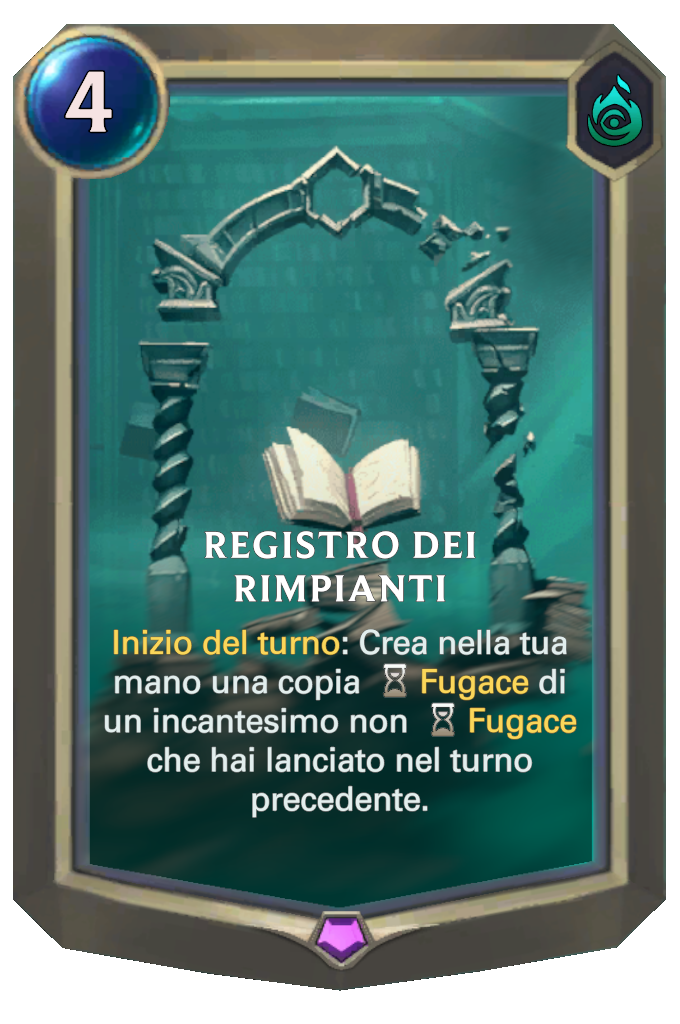 4
REGISTRO DEI
RIMPIANTI
Inizio del turno: Crea nella tua
mano una copia Fugace di
un incantesimo non Fugace
che hai lanciato nel turno
precedente.